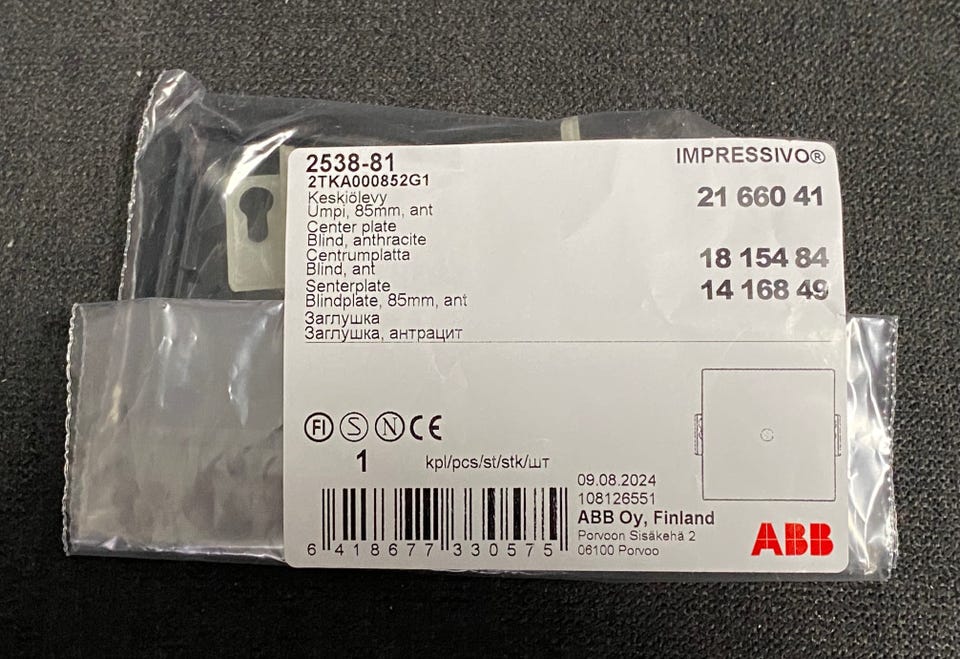 2538-81
IMPRESSIVO®
2TKA000852G1
Keskiölevy
Umpi, 85mm, ant
21 660 41
Center plate
Blind, anthracite
Centrumplatta
Blind, ant
18 154 84
Senterplate
Blindplate, 85mm, ant
14 168 49
Заглушка
Заглушка, антрацит
FI S N CE
1 kpl/pcs/st/stk/шт
09.08.2024
108126551
ABB Oy, Finland
Porvoon Sisäkehä 2
06100 Porvoo
6 418677 330575
ABB